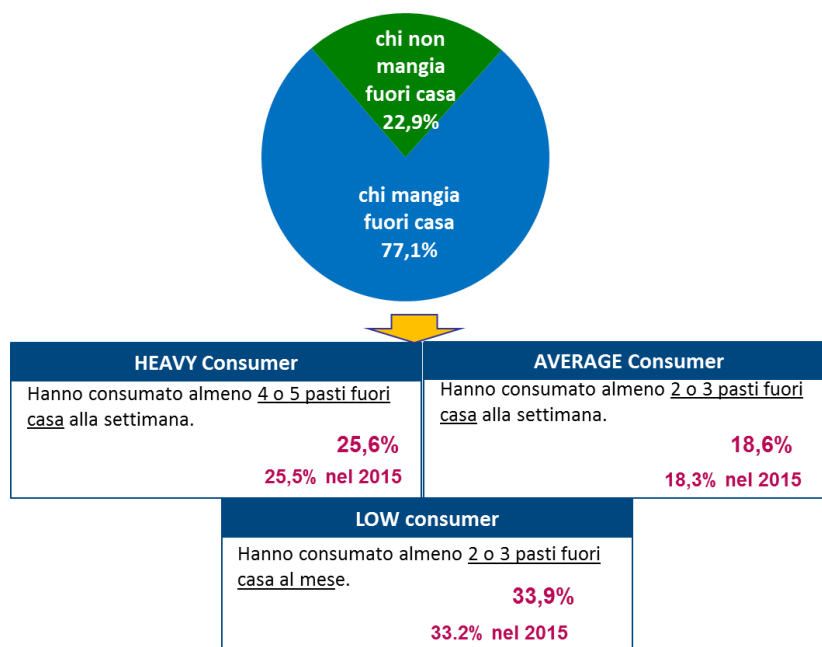 chi non
mangia
fuori casa
22,9%
chi mangia
fuori casa
77,1%
HEAVY Consumer
Hanno consumato almeno 4 o 5 pasti fuori
casa alla settimana.
25,6%
25,5% nel 2015
AVERAGE Consumer
Hanno consumato almeno 2 o 3 pasti fuori
casa alla settimana.
18,6%
18,3% nel 2015
LOW consumer
Hanno consumato almeno 2 o 3 pasti fuori
casa al mese.
33,9%
33.2% nel 2015